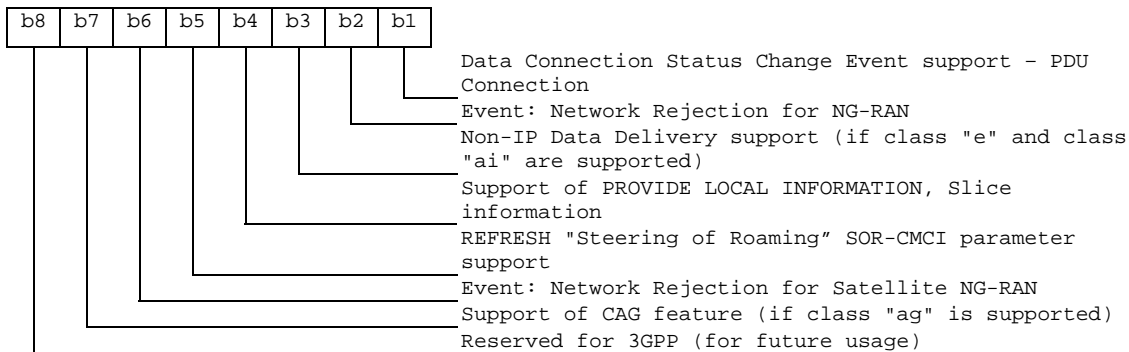 b8 b7 b6 b5 b4 b3 b2 b1
Data Connection Status Change Event support – PDU
Connection
Event: Network Rejection for NG-RAN
Non-IP Data Delivery support (if class "e" and class
"ai" are supported)
Support of PROVIDE LOCAL INFORMATION, Slice
information
REFRESH "Steering of Roaming” SOR-CMCI parameter
support
Event: Network Rejection for Satellite NG-RAN
Support of CAG feature (if class "ag" is supported)
Reserved for 3GPP (for future usage)